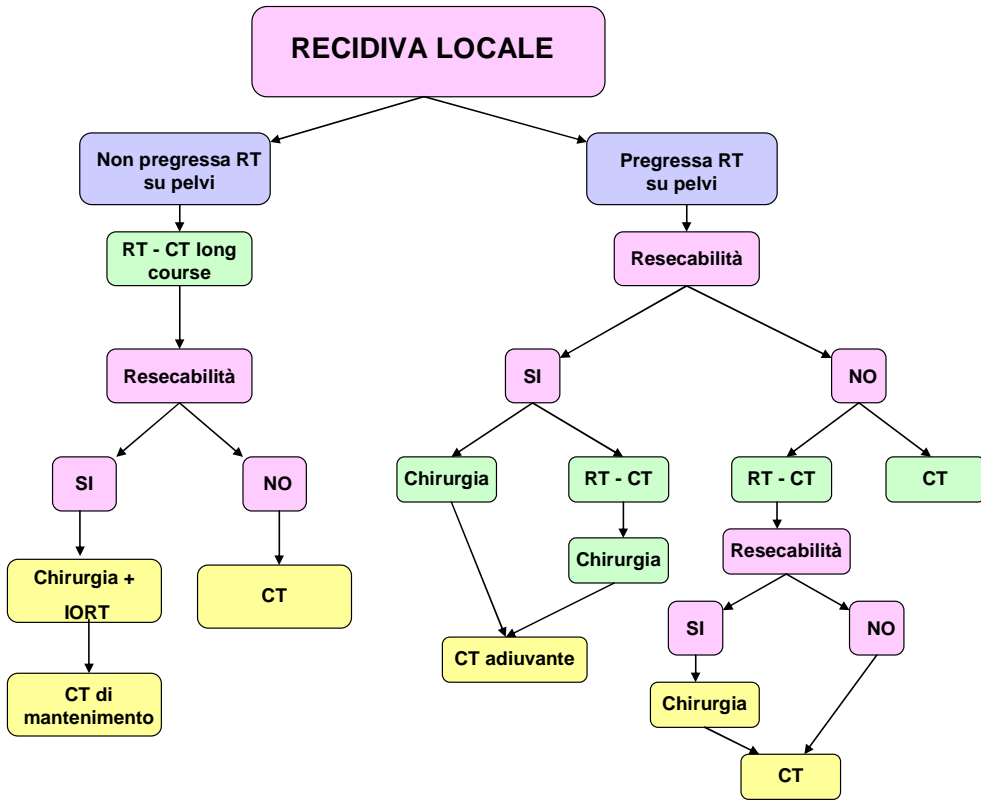 RECIDIVA LOCALE
Non pregressa RT
su pelvi
Pregressa RT
su pelvi
RT - CT long
course
Resecabilità
Resecabilità
SI
NO
SI
NO
Chirurgia
RT - CT
RT - CT
CT
Resecabilità
Chirurgia
Chirurgia +
IORT
CT
SI
NO
CT adiuvante
CT di
mantenimento
Chirurgia
CT